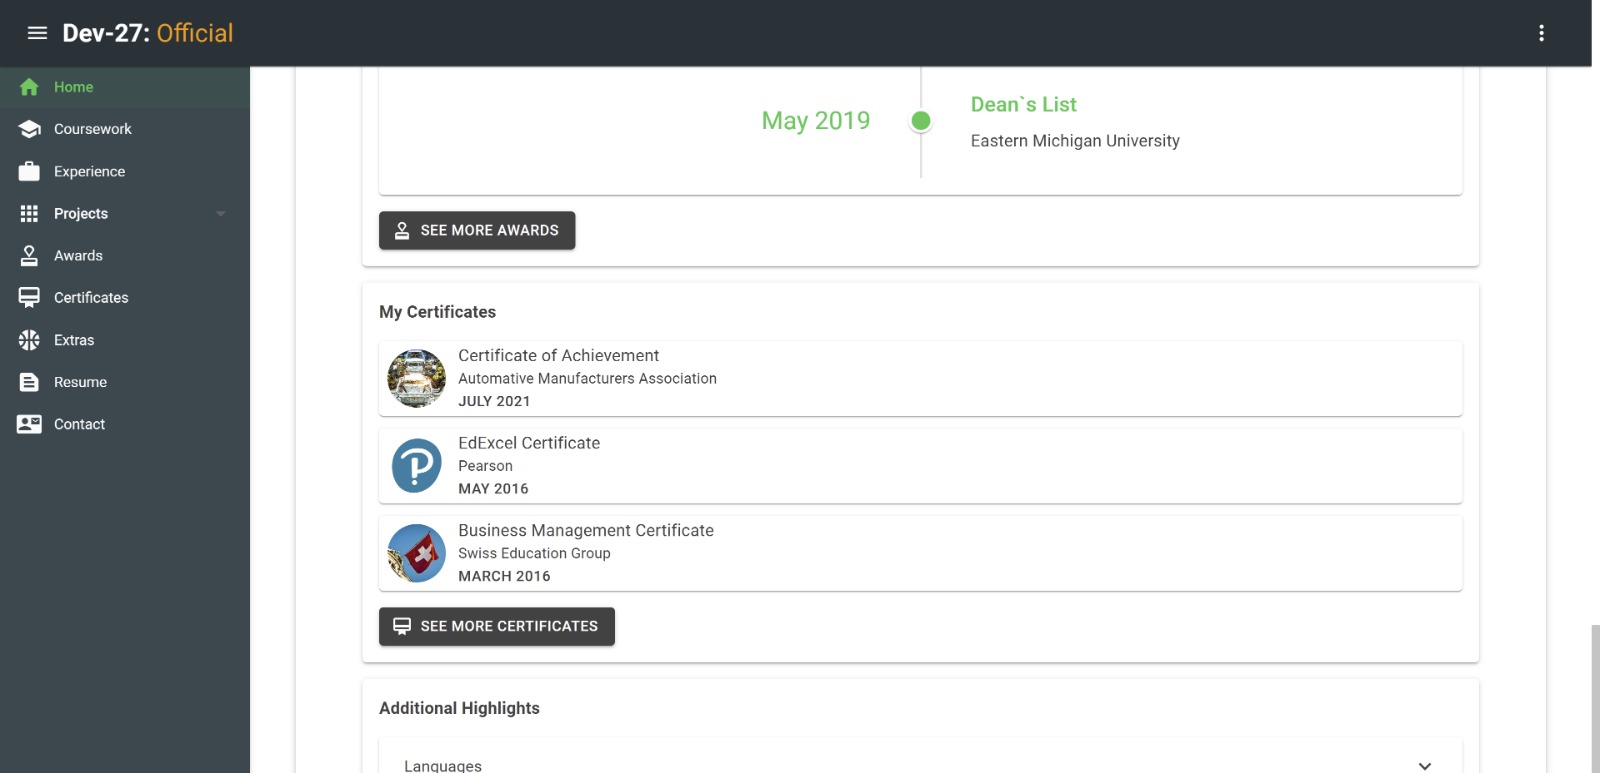 Dev-27: Official
Home
Coursework
Experience
Projects
Awards
Certificates
Extras
Resume
Contact
May 2019
Dean`s List
Eastern Michigan University
SEE MORE AWARDS
My Certificates
Certificate of Achievement
Automative Manufacturers Association
JULY 2021
EdExcel Certificate
Pearson
MAY 2016
Business Management Certificate
Swiss Education Group
MARCH 2016
SEE MORE CERTIFICATES
Additional Highlights
Languages